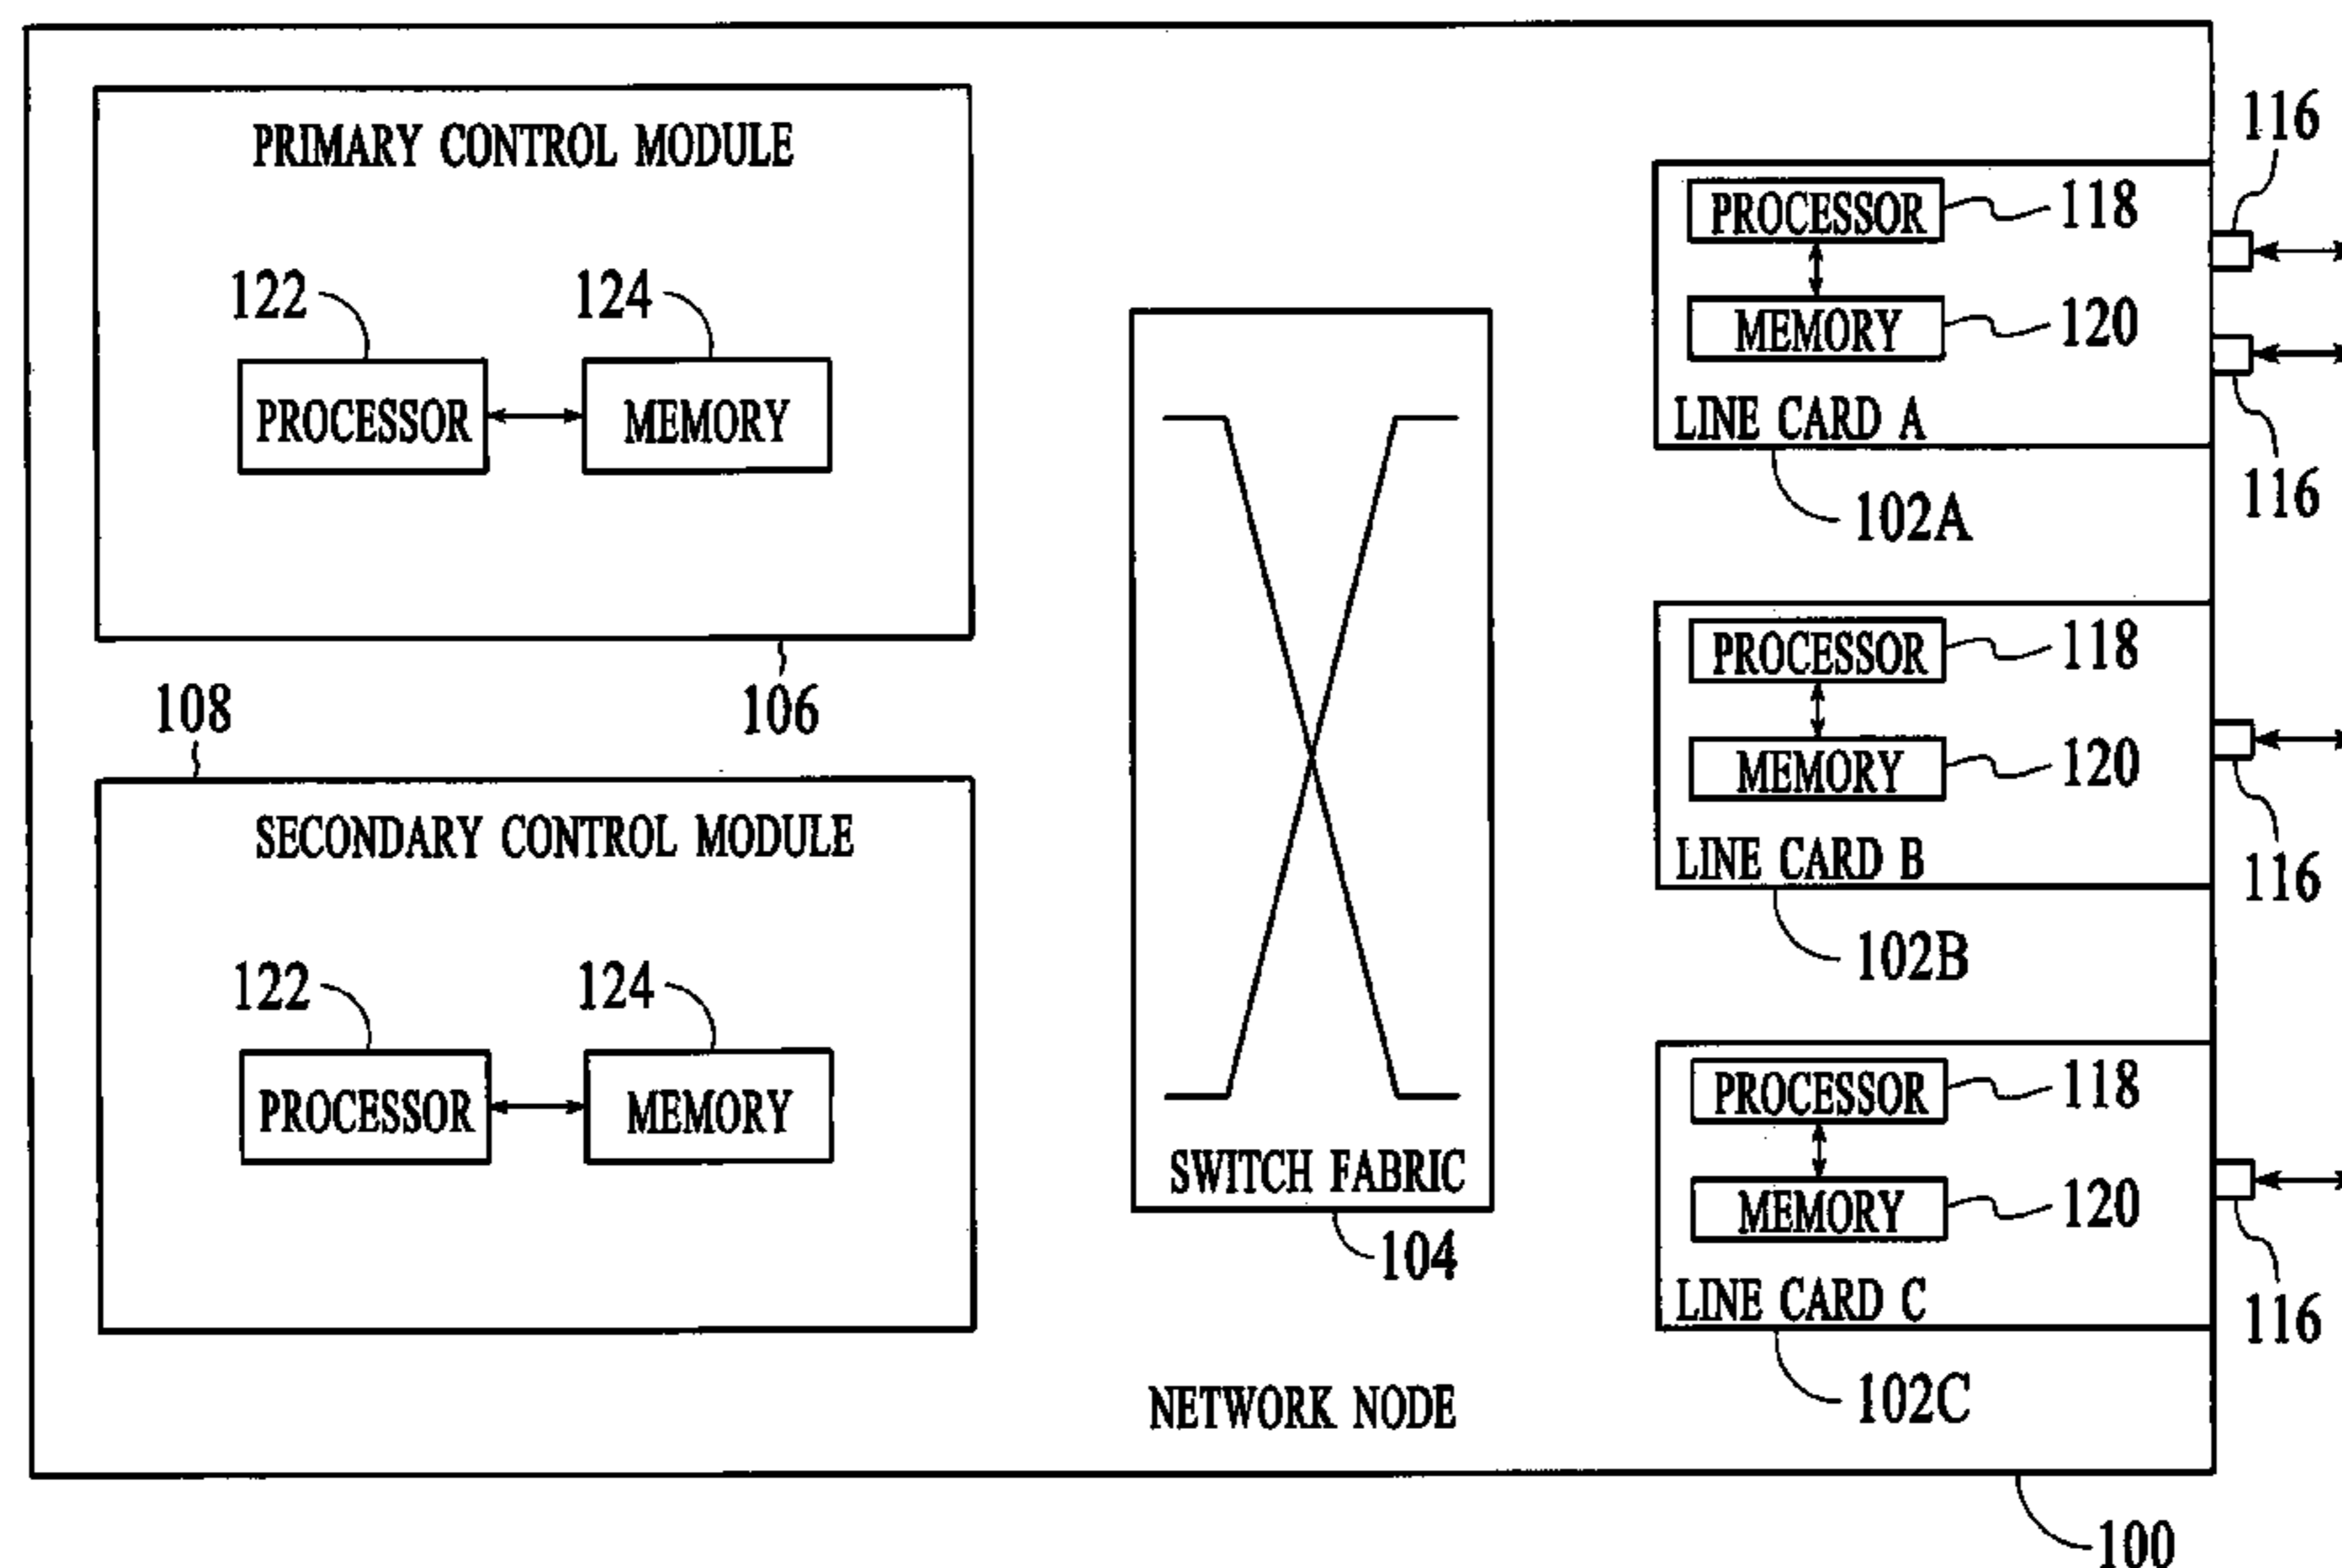 PRIMARY CONTROL MODULE
122
124
PROCESSOR
MEMORY
106
108
SECONDARY CONTROL MODULE
122
124
PROCESSOR
MEMORY
SWITCH FABRIC
104
PROCESSOR
118
MEMORY
120
LINE CARD A
102A
116
116
PROCESSOR
118
MEMORY
120
LINE CARD B
102B
116
PROCESSOR
118
MEMORY
120
LINE CARD C
102C
116
NETWORK NODE
100